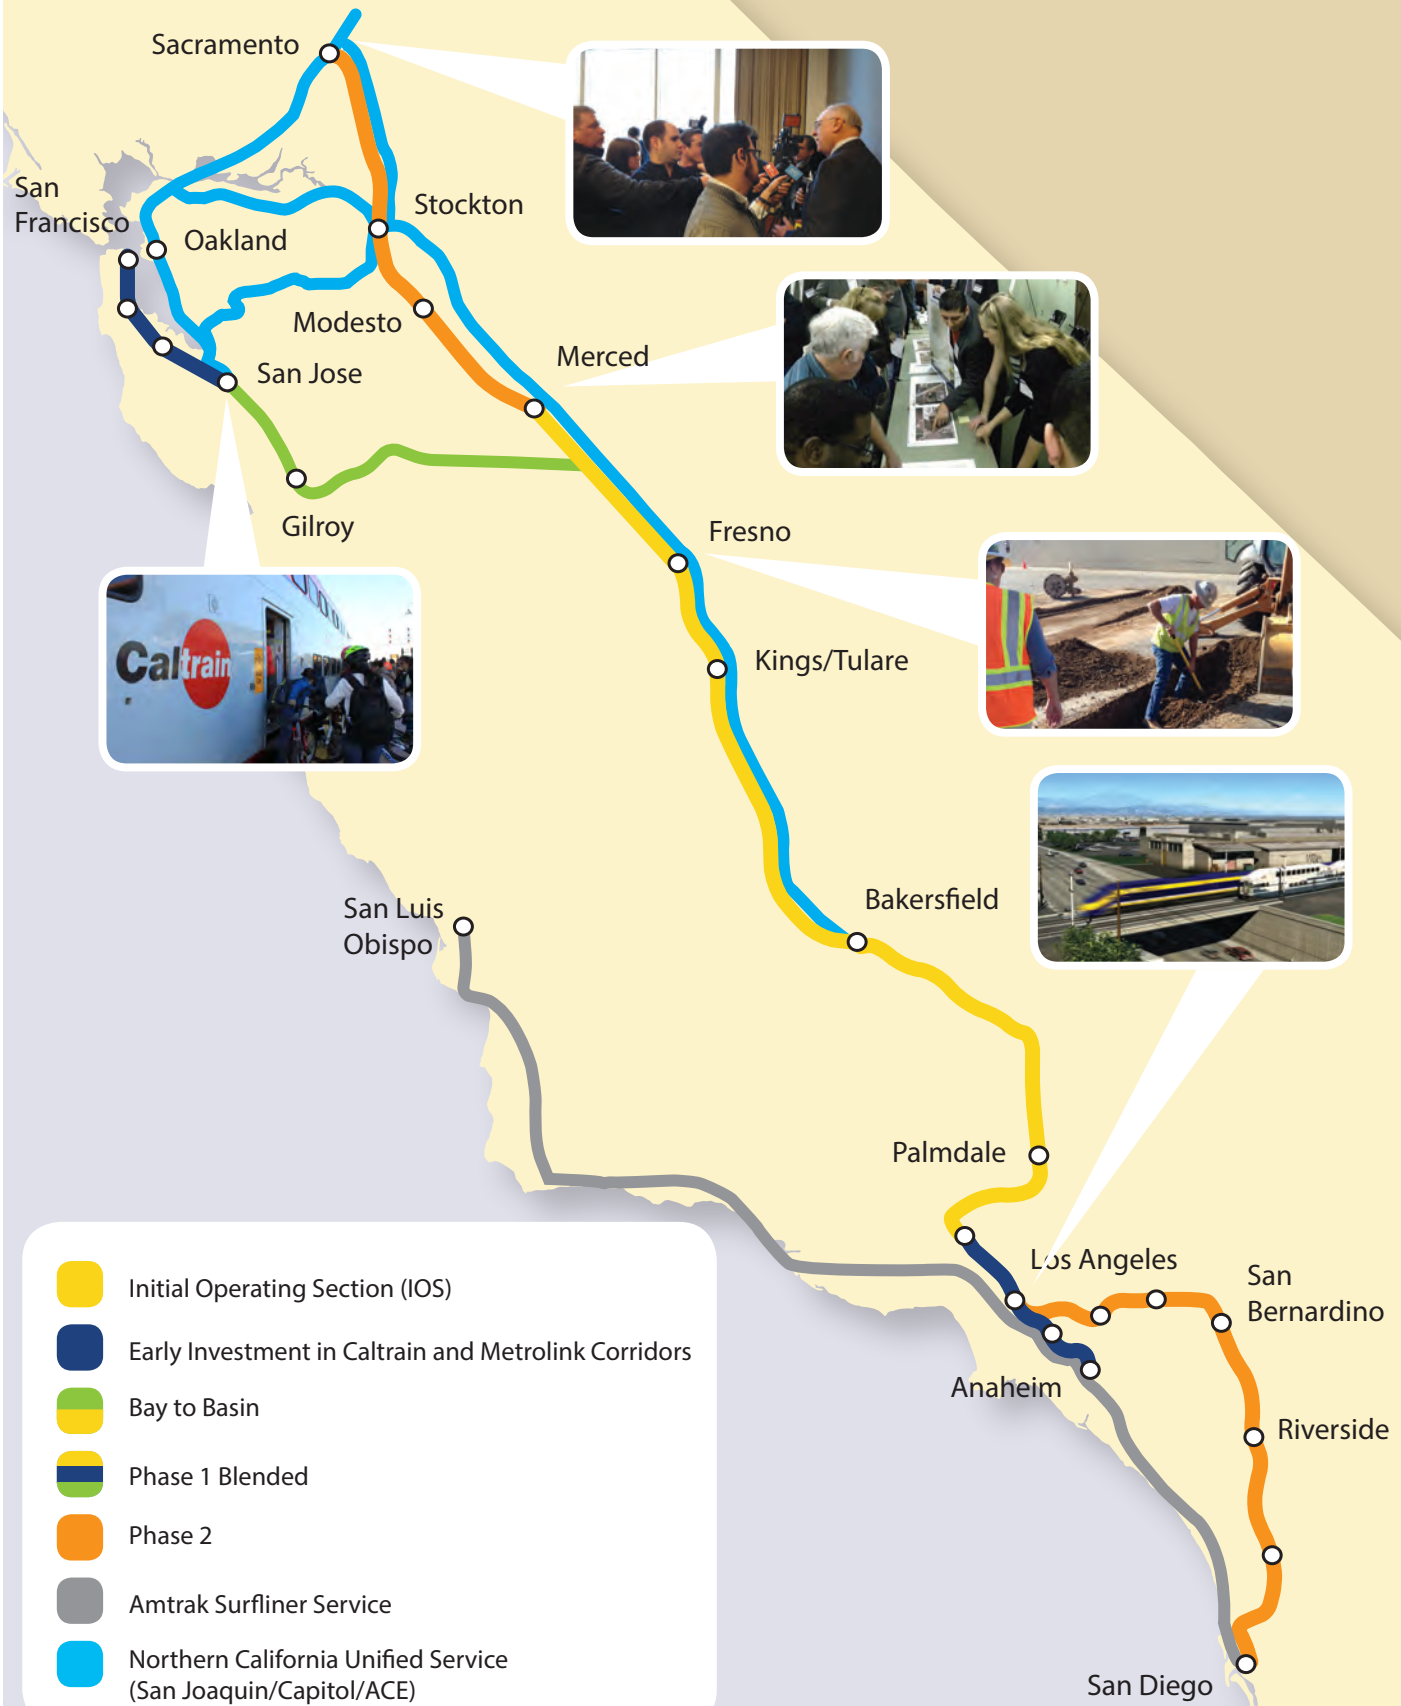 Sacramento
San
Francisco
Oakland
Stockton
Modesto
Merced
San Jose
Gilroy
Fresno
Caltrain
Kings/Tulare
San Luis
Obispo
Bakersfield
Palmdale
Los Angeles
San
Bernardino
Anaheim
Riverside
San Diego
Initial Operating Section (IOS)
Early Investment in Caltrain and Metrolink Corridors
Bay to Basin
Phase 1 Blended
Phase 2
Amtrak Surfliner Service
Northern California Unified Service
(San Joaquin/Capitol/ACE)